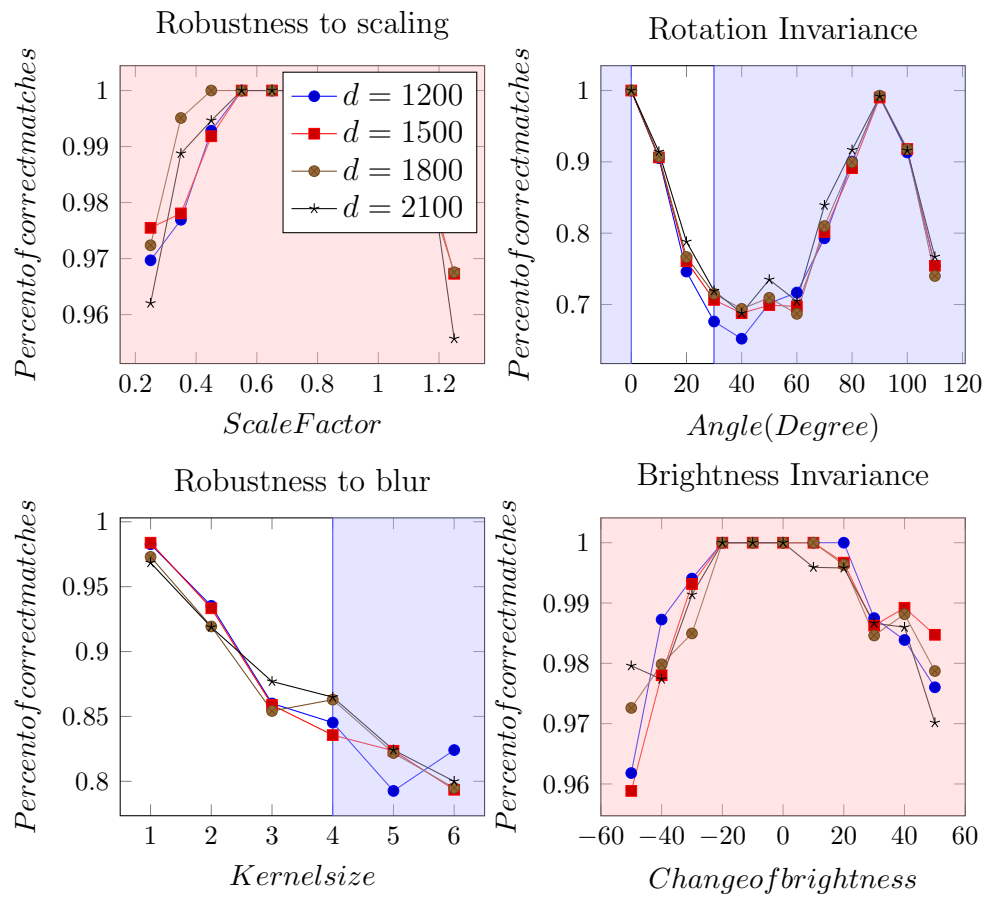 Robustness to scaling
Percentofcorrectmatches
1
0.99
0.98
0.97
0.96
0.2 0.4 0.6 0.8 1 1.2
ScaleFactor
d = 1200
d = 1500
d = 1800
d = 2100
Rotation Invariance
Percentofcorrectmatches
1
0.9
0.8
0.7
0 20 40 60 80 100 120
Angle(Degree)
Robustness to blur
Percentofcorrectmatches
1
0.95
0.9
0.85
0.8
1 2 3 4 5 6
Kernelsize
Brightness Invariance
Percentofcorrectmatches
1
0.99
0.98
0.97
0.96
−60 −40 −20 0 20 40 60
Changeofbrightness